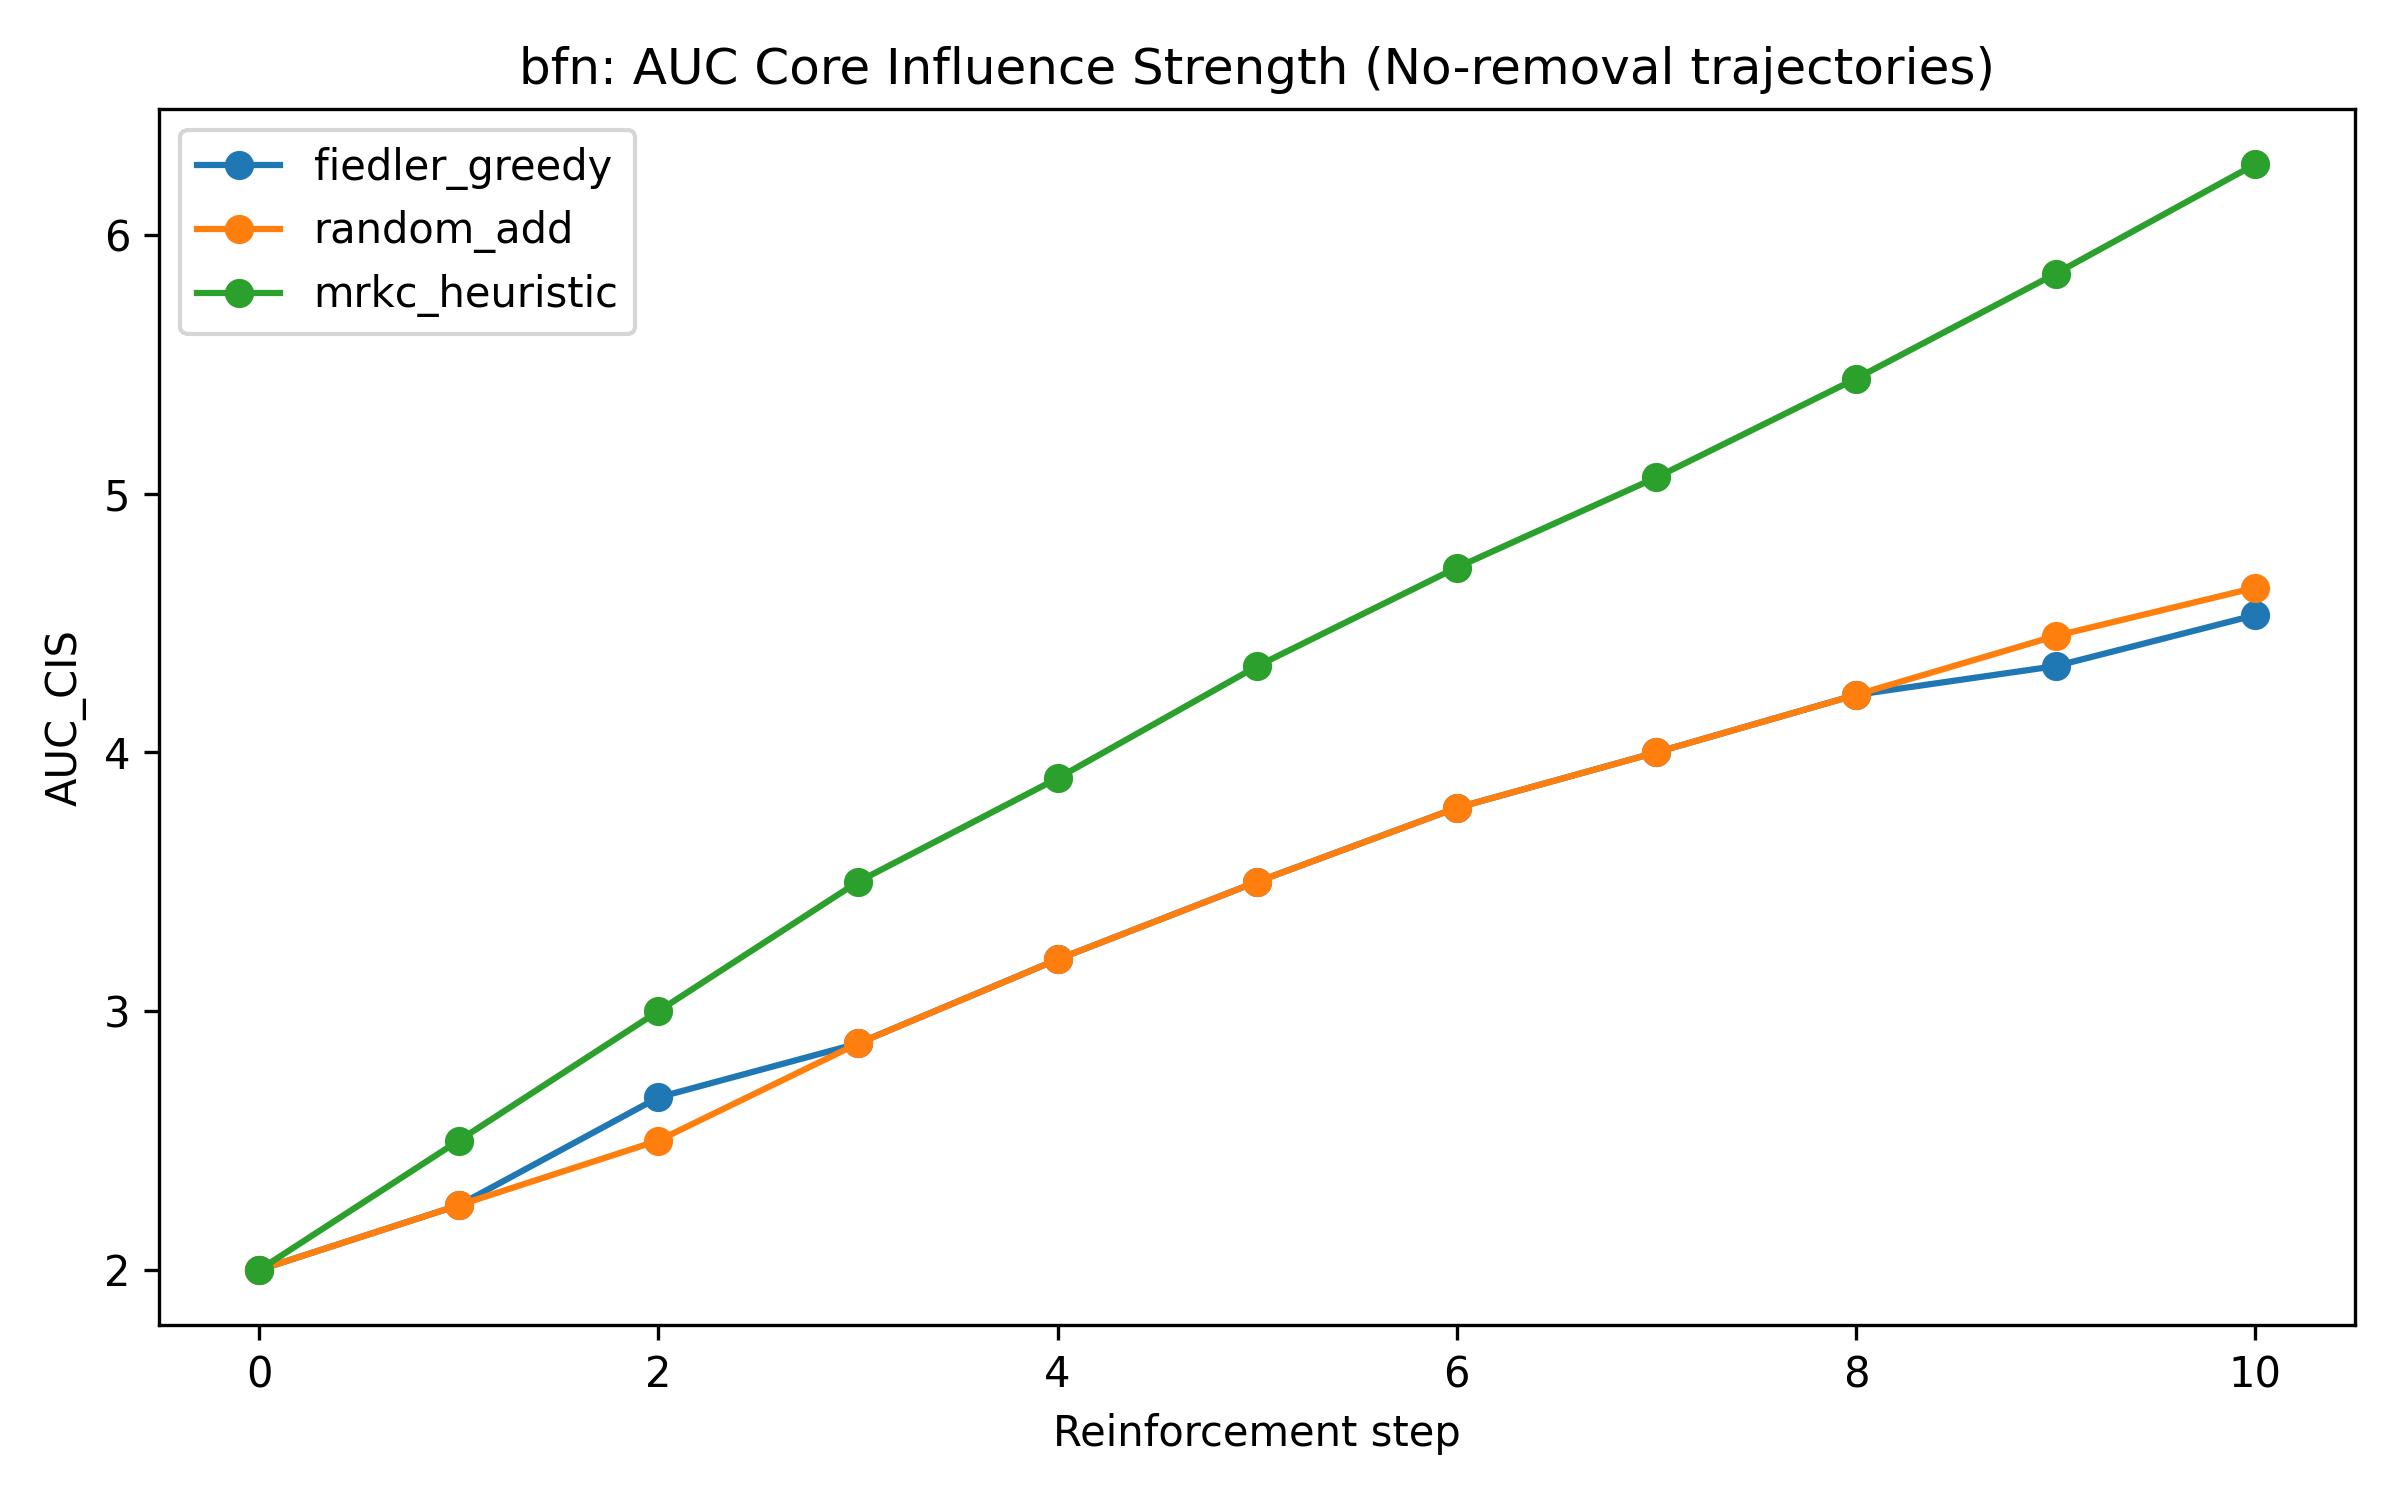 bfn: AUC Core Influence Strength (No-removal trajectories)
fiedler_greedy
random_add
mrkc_heuristic
AUC_CIS
6
5
4
3
2
0 2 4 6 8 10
Reinforcement step